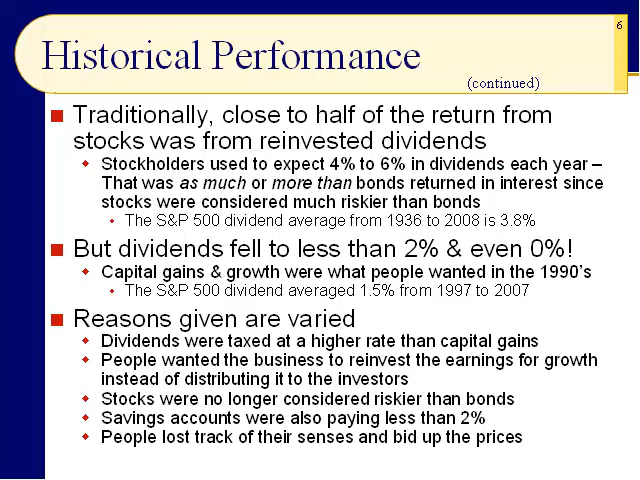 6
Historical Performance
(continued)
■ Traditionally, close to half of the return from
stocks was from reinvested dividends
◆ Stockholders used to expect 4% to 6% in dividends each year –
That was as much or more than bonds returned in interest since
stocks were considered much riskier than bonds
• The S&P 500 dividend average from 1936 to 2008 is 3.8%
■ But dividends fell to less than 2% & even 0%!
◆ Capital gains & growth were what people wanted in the 1990's
• The S&P 500 dividend averaged 1.5% from 1997 to 2007
■ Reasons given are varied
◆ Dividends were taxed at a higher rate than capital gains
◆ People wanted the business to reinvest the earnings for growth
instead of distributing it to the investors
◆ Stocks were no longer considered riskier than bonds
◆ Savings accounts were also paying less than 2%
◆ People lost track of their senses and bid up the prices